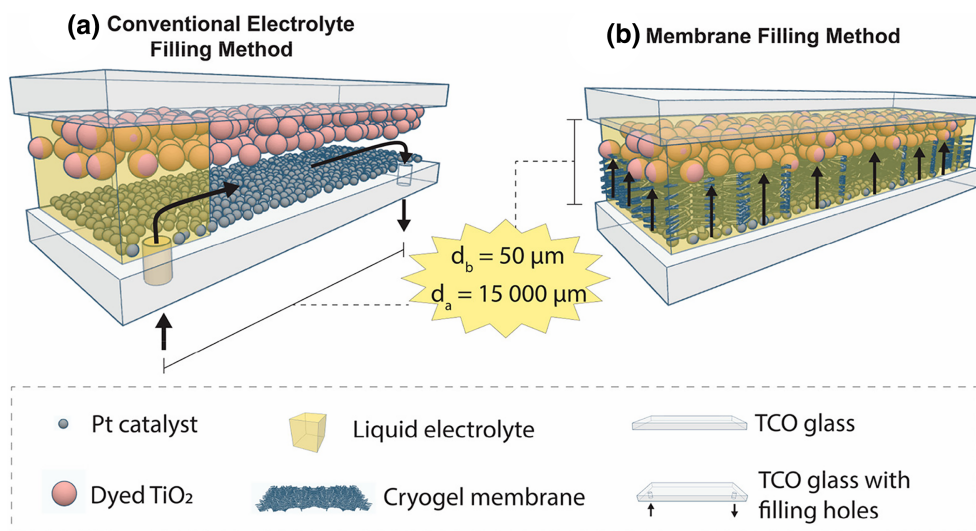 (a) Conventional Electrolyte
Filling Method
(b) Membrane Filling Method
d_b = 50 µm
d_a = 15 000 µm
Pt catalyst
Liquid electrolyte
TCO glass
Dyed TiO₂
Cryogel membrane
TCO glass with
filling holes